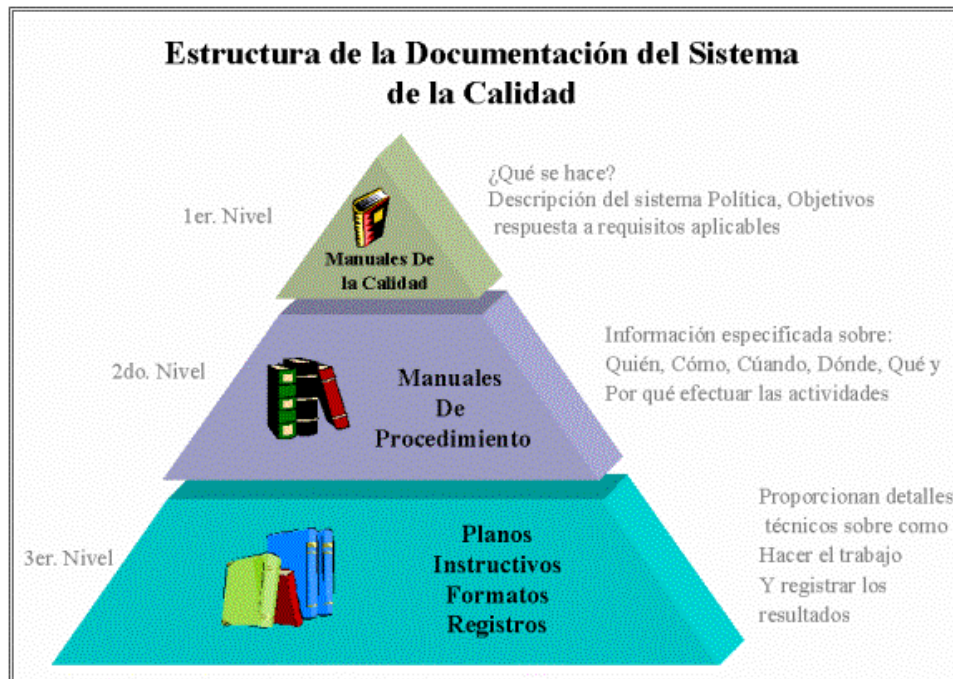 Estructura de la Documentación del Sistema
de la Calidad
1er. Nivel
Manuales De
la Calidad
¿Qué se hace?
Descripción del sistema Política, Objetivos
respuesta a requisitos aplicables
2do. Nivel
Manuales
De
Procedimiento
Información especificada sobre:
Quién, Cómo, Cúando, Dónde, Qué y
Por qué efectuar las actividades
3er. Nivel
Planos
Instructivos
Formatos
Registros
Proporcionan detalles
técnicos sobre como
Hacer el trabajo
Y registrar los
resultados